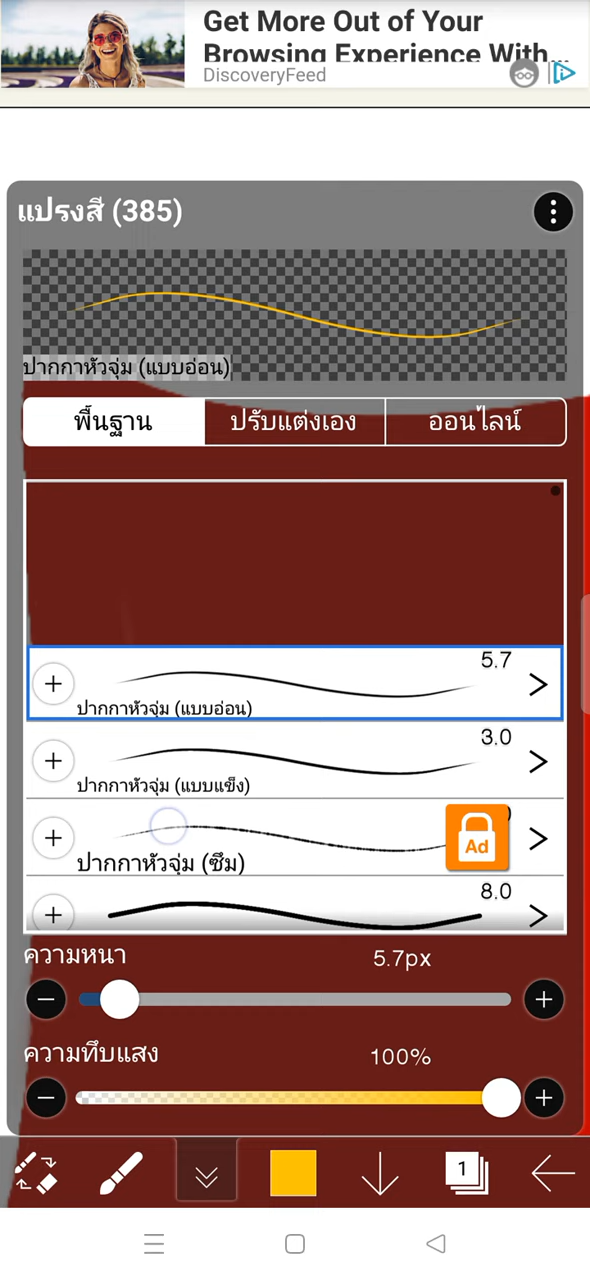 Get More Out of Your
Browsing Experience With...
DiscoveryFeed
แปรงสี (385)
ปากกาหัวจุ่ม (แบบอ่อน)
พื้นฐาน
ปรับแต่งเอง
ออนไลน์
5.7
ปากกาหัวจุ่ม (แบบอ่อน)
3.0
ปากกาหัวจุ่ม (แบบแข็ง)
Ad
ปากกาหัวจุ่ม (ซึม)
8.0
ความหนา
5.7px
ความทึบแสง
100%
1